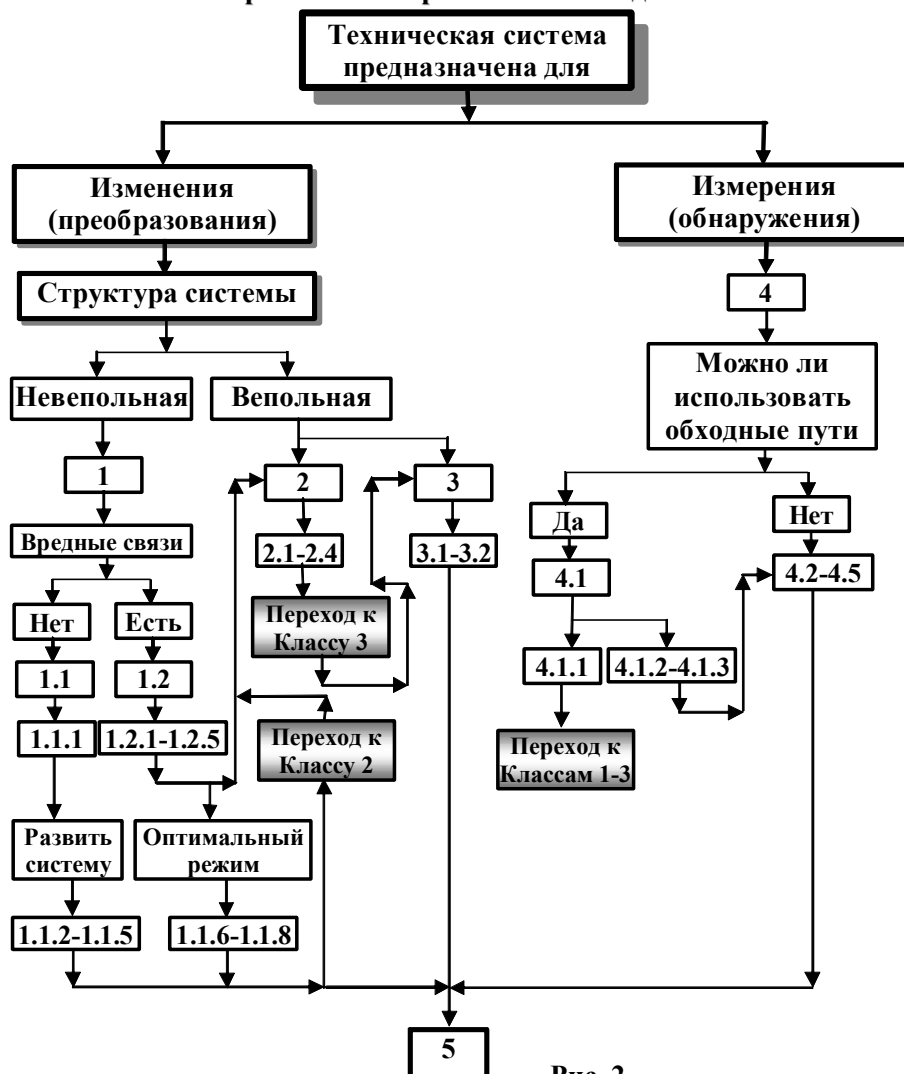 Техническая система
предназначена для
Изменения
(преобразования)
Измерения
(обнаружения)
Структура системы
4
Невепольная
Вепольная
Можно ли
использовать
обходные пути
1
2
3
Вредные связи
2.1-2.4
3.1-3.2
Да
Нет
4.1
4.2-4.5
Нет
Есть
Переход к
Классу 3
1.1
1.2
4.1.1
4.1.2-4.1.3
1.1.1
1.2.1-1.2.5
Переход к
Классу 2
Переход к
Классам 1-3
Развить
систему
Оптимальный
режим
1.1.2-1.1.5
1.1.6-1.1.8
5
Рис. 2